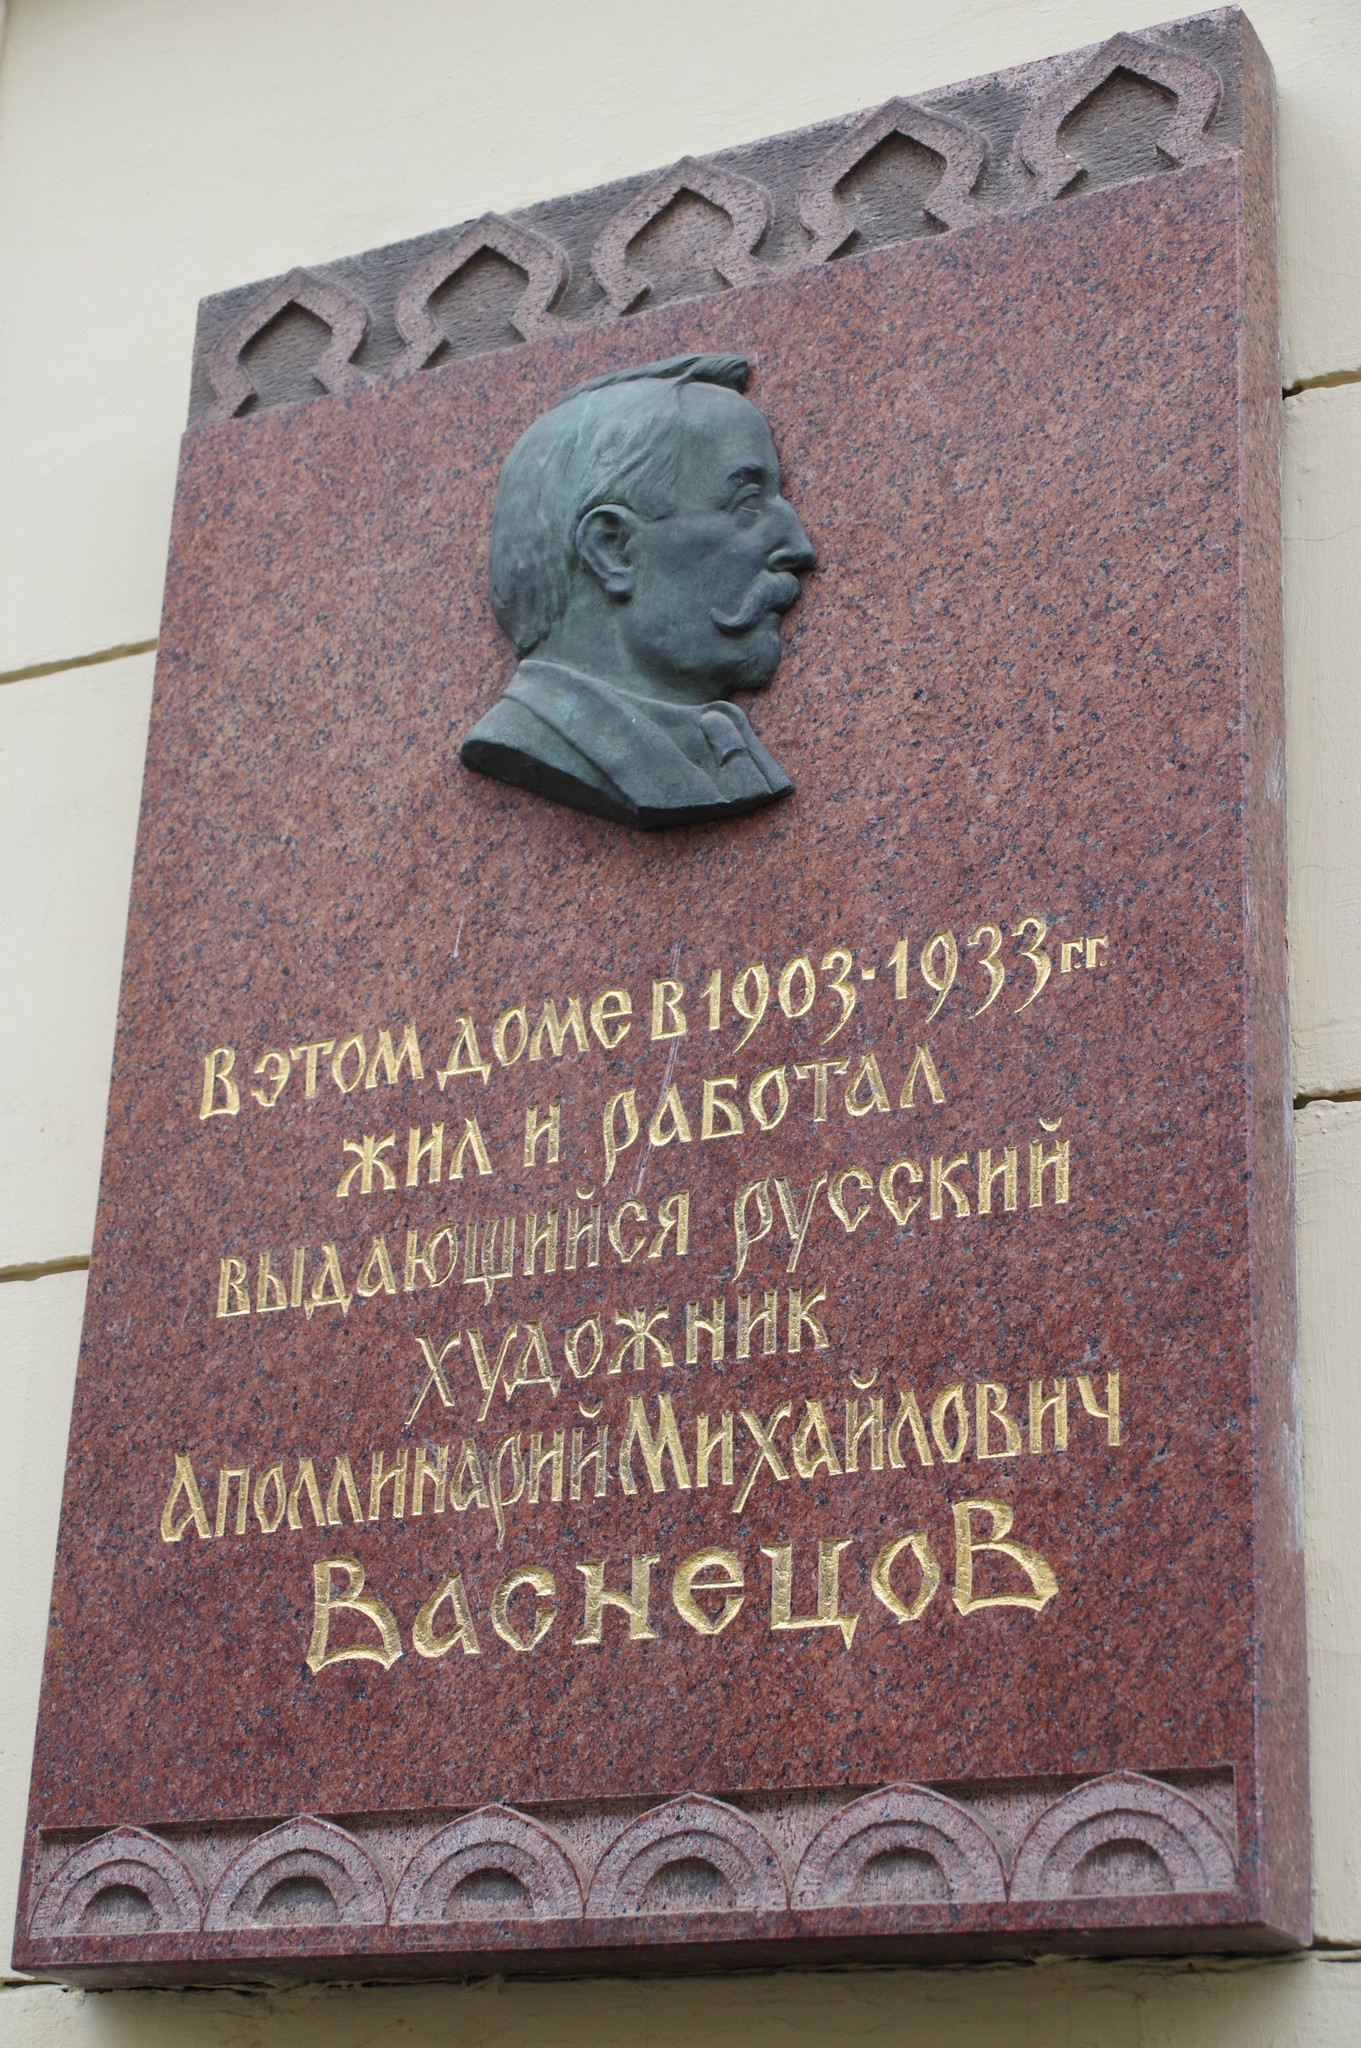 В этом доме в 1903-1933 гг.
жил и работал
выдающийся русский
художник
Аполлинарий Михайлович
Васнецов